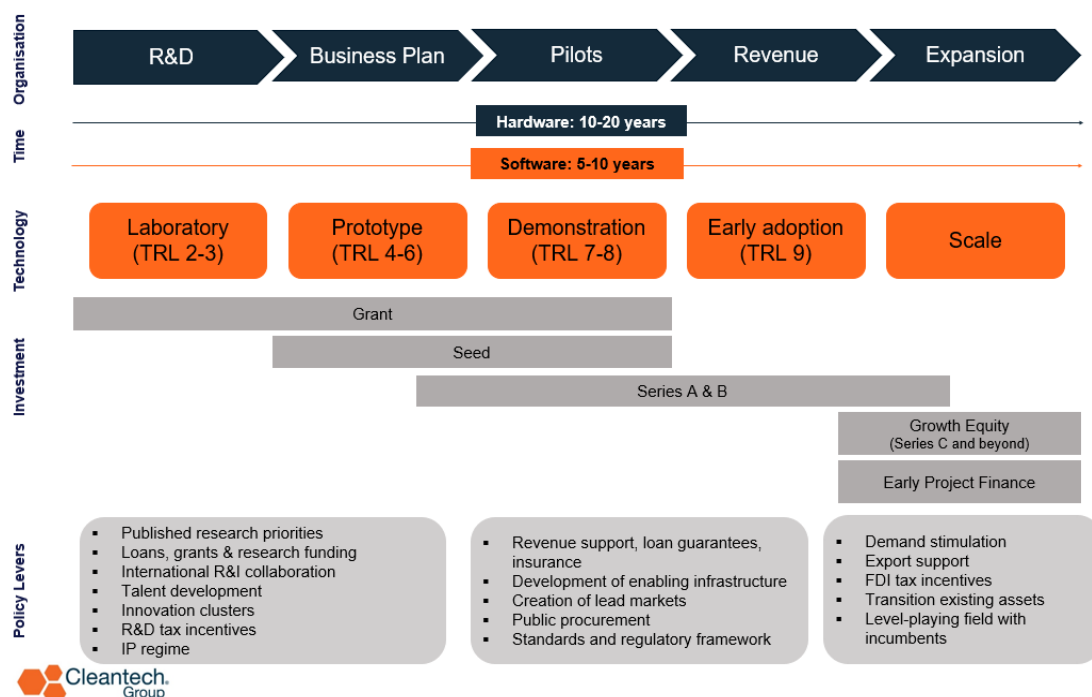 Organisation
R&D
Business Plan
Pilots
Revenue
Expansion
Time
Hardware: 10-20 years
Software: 5-10 years
Technology
Laboratory
(TRL 2-3)
Prototype
(TRL 4-6)
Demonstration
(TRL 7-8)
Early adoption
(TRL 9)
Scale
Investment
Grant
Seed
Series A & B
Growth Equity
(Series C and beyond)
Early Project Finance
Policy Levers
▪ Published research priorities
▪ Loans, grants & research funding
▪ International R&I collaboration
▪ Talent development
▪ Innovation clusters
▪ R&D tax incentives
▪ IP regime
▪ Revenue support, loan guarantees,
insurance
▪ Development of enabling infrastructure
▪ Creation of lead markets
▪ Public procurement
▪ Standards and regulatory framework
▪ Demand stimulation
▪ Export support
▪ FDI tax incentives
▪ Transition existing assets
▪ Level-playing field with
incumbents
Cleantech®
Group